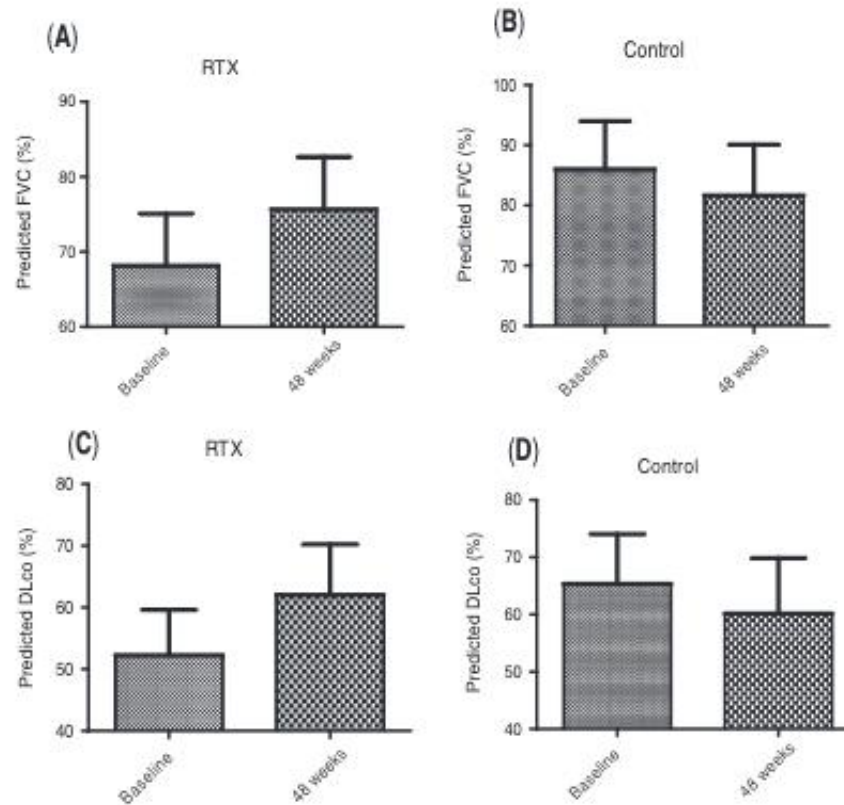 (A)
RTX
Predicted FVC (%)
90
80
70
60
Baseline
48 weeks
(B)
Control
Predicted FVC (%)
100
90
80
70
60
Baseline
48 weeks
(C)
RTX
Predicted DLco (%)
80
70
60
50
40
Baseline
48 weeks
(D)
Control
Predicted DLco (%)
80
70
60
50
40
Baseline
48 weeks